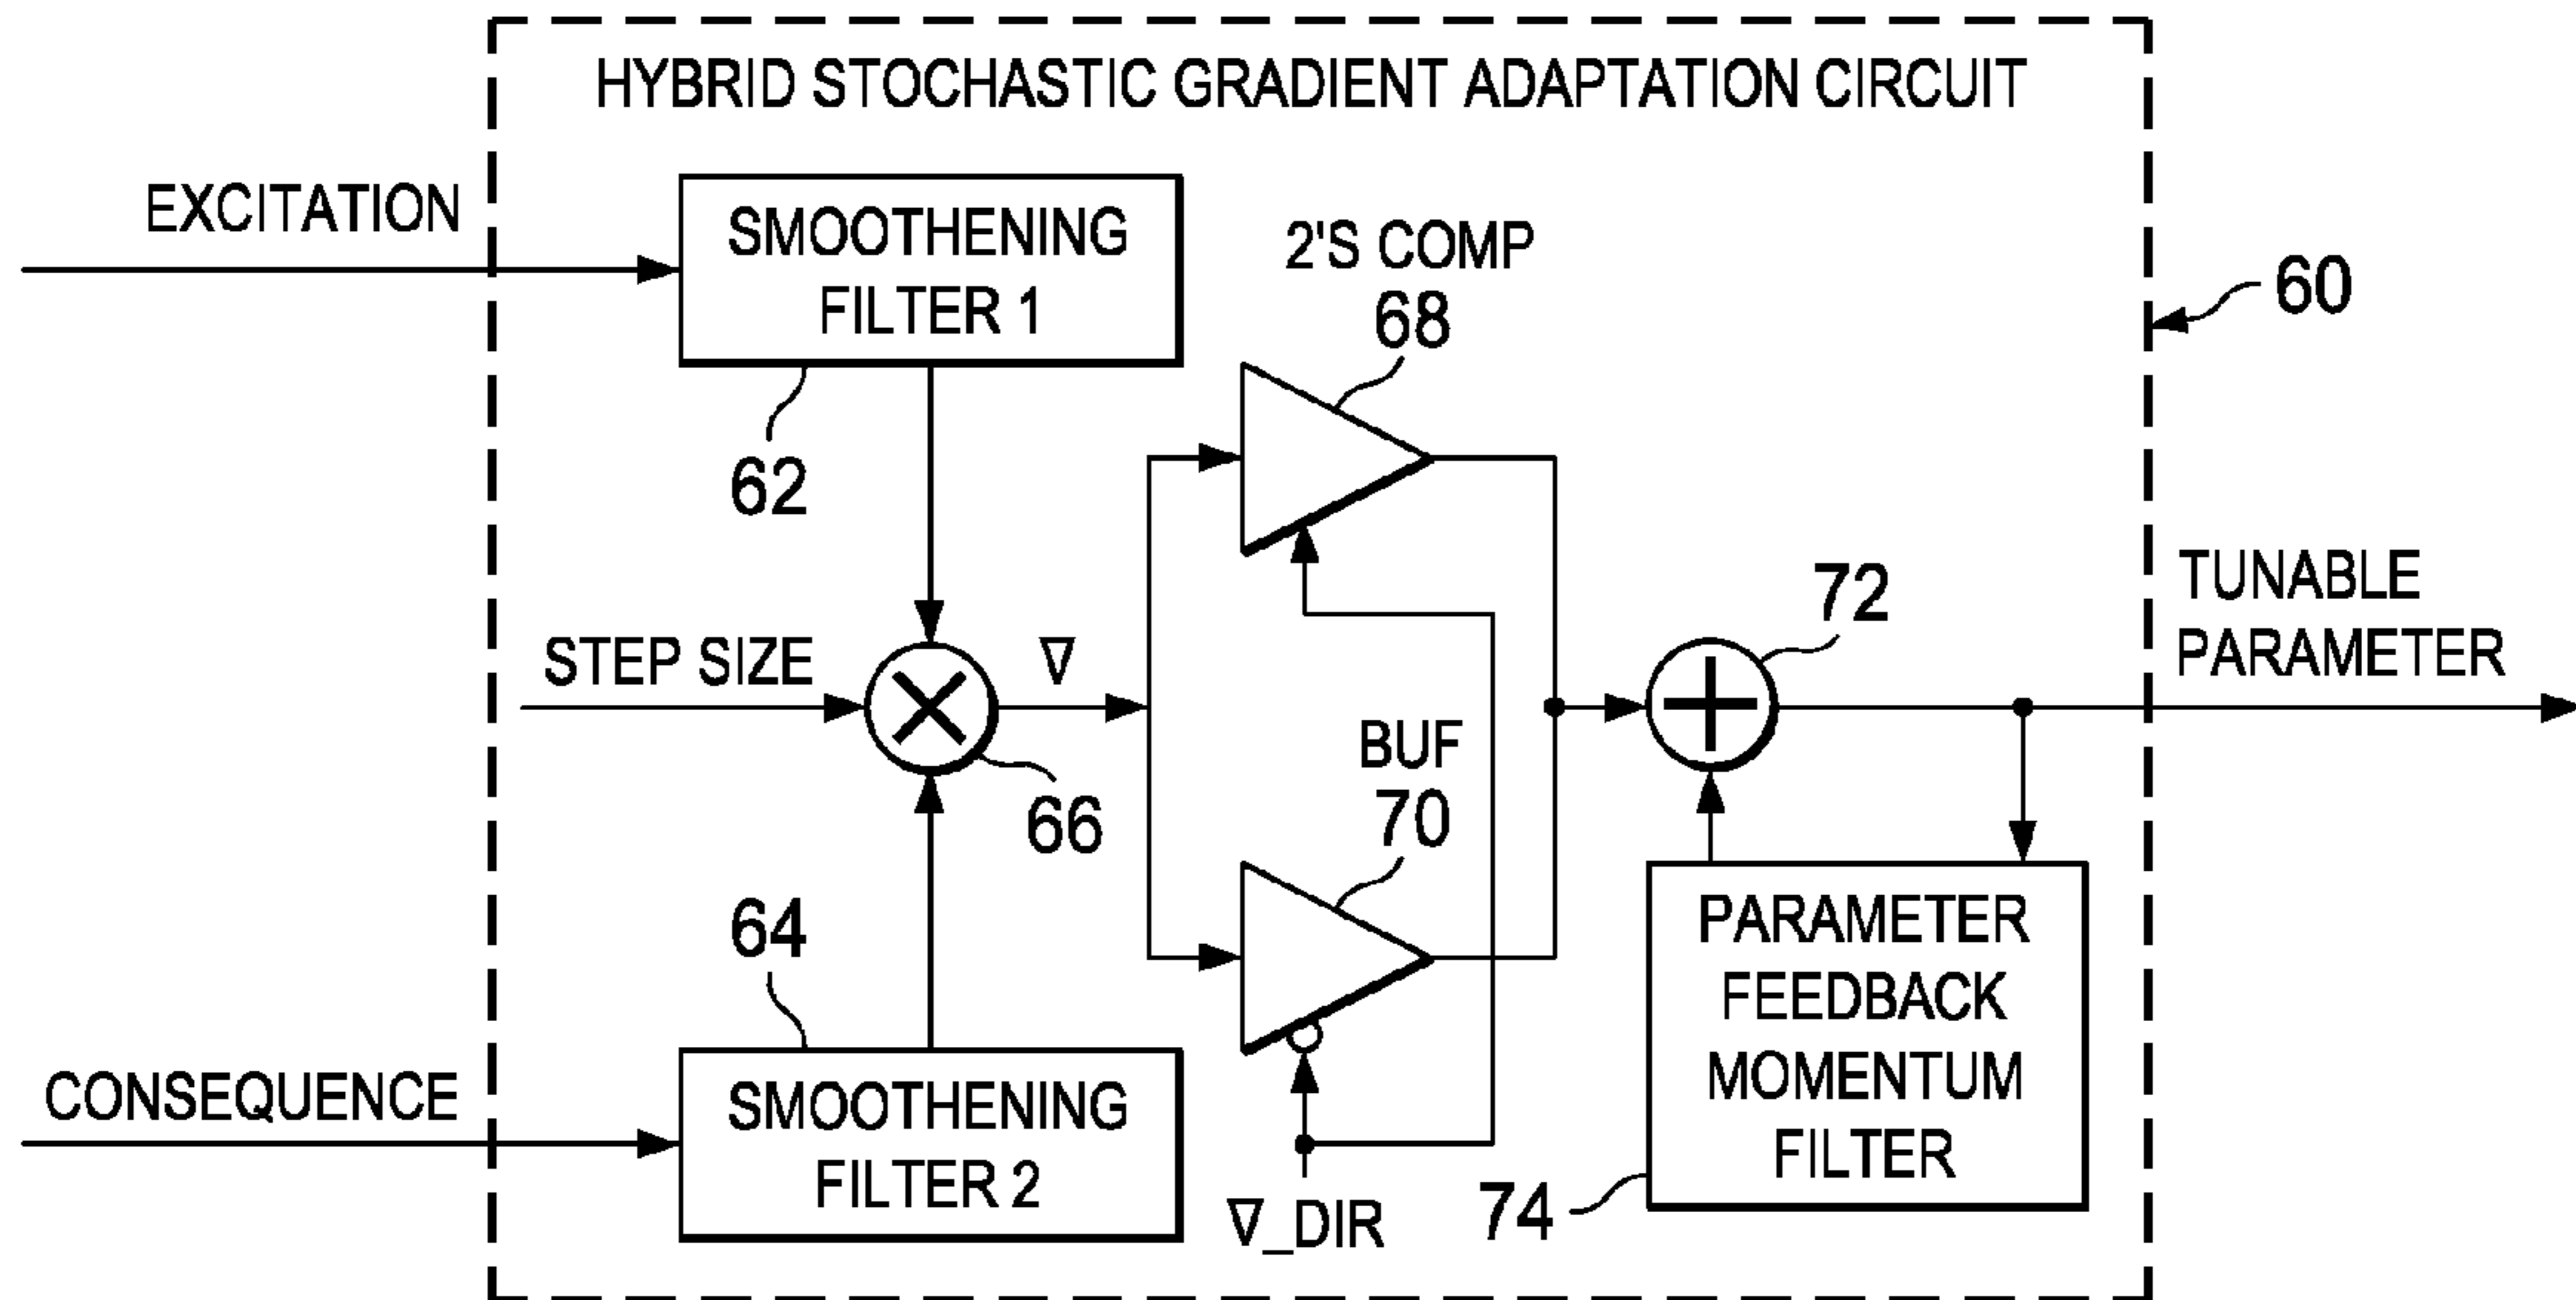 HYBRID STOCHASTIC GRADIENT ADAPTATION CIRCUIT
EXCITATION
SMOOTHENING
FILTER 1
62
2'S COMP
68
60
STEP SIZE
∇
66
BUF
70
72
TUNABLE
PARAMETER
64
CONSEQUENCE
SMOOTHENING
FILTER 2
∇_DIR
PARAMETER
FEEDBACK
MOMENTUM
FILTER
74